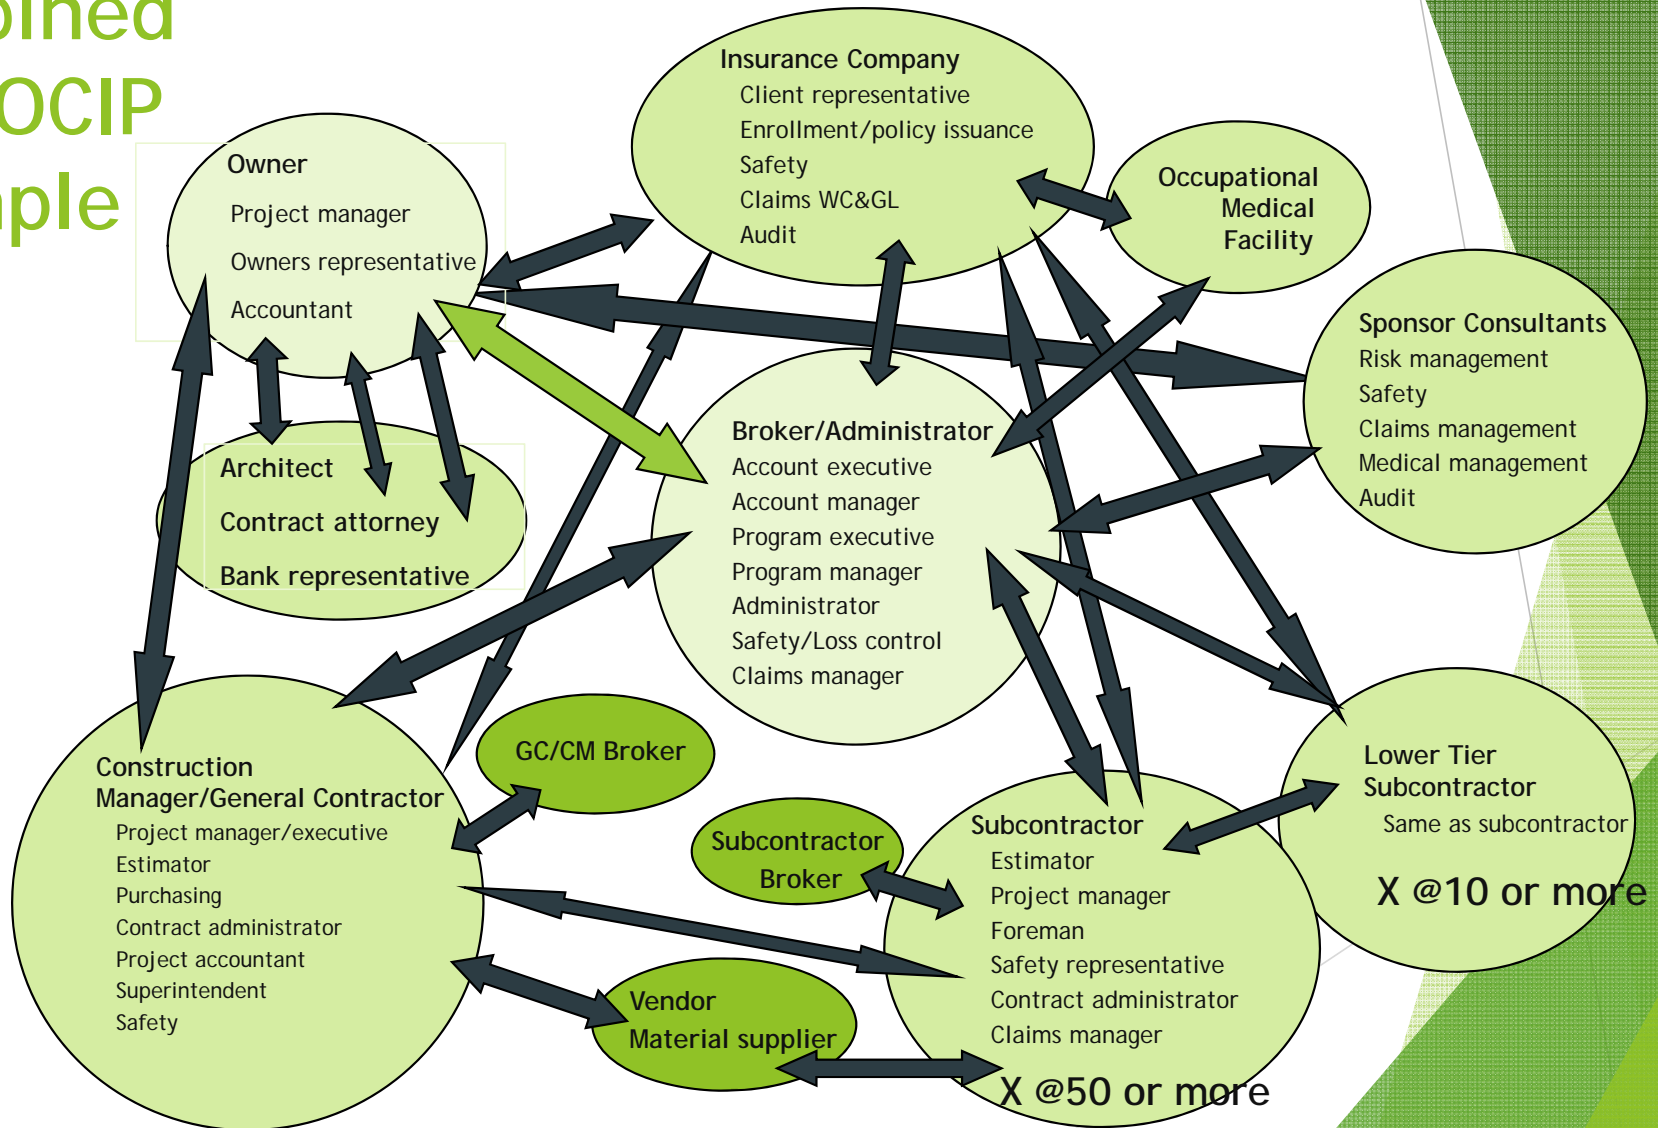 OCIP
Insurance Company
Client representative
Enrollment/policy issuance
Safety
Claims WC&GL
Audit
Owner
Project manager
Owners representative
Accountant
Occupational
Medical
Facility
Sponsor Consultants
Risk management
Safety
Claims management
Medical management
Audit
Broker/Administrator
Account executive
Account manager
Program executive
Program manager
Administrator
Safety/Loss control
Claims manager
Architect
Contract attorney
Bank representative
Construction
Manager/General Contractor
Project manager/executive
Estimator
Purchasing
Contract administrator
Project accountant
Superintendent
Safety
GC/CM Broker
Subcontractor
Broker
Vendor
Material supplier
Subcontractor
Estimator
Project manager
Foreman
Safety representative
Contract administrator
Claims manager
X @50 or more
Lower Tier
Subcontractor
Same as subcontractor
X @10 or more